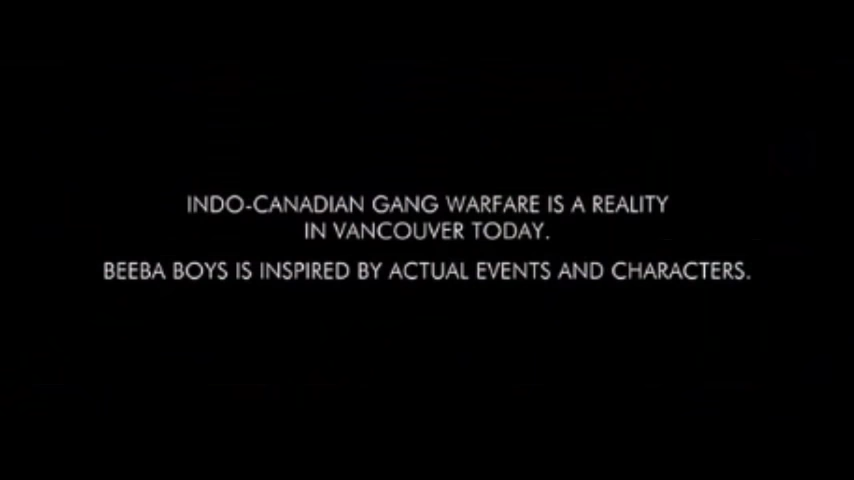 INDO-CANADIAN GANG WARFARE IS A REALITY
IN VANCOUVER TODAY.
BEEBA BOYS IS INSPIRED BY ACTUAL EVENTS AND CHARACTERS.